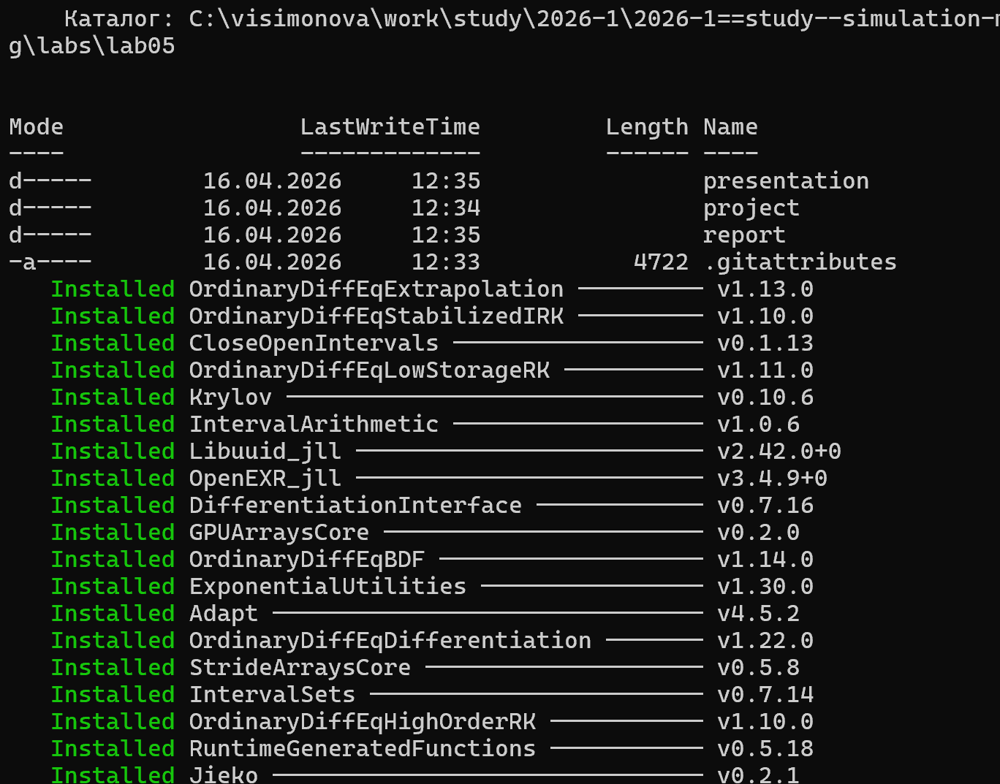 Каталог: C:\visimonova\work\study\2026-1\2026-1==study--simulation-
g\labs\lab05
Mode LastWriteTime Length Name
---- ------------- ------ ----
d----- 16.04.2026 12:35 presentation
d----- 16.04.2026 12:34 project
d----- 16.04.2026 12:35 report
-a---- 16.04.2026 12:33 4722 .gitattributes
Installed OrdinaryDiffEqExtrapolation ───────── v1.13.0
Installed OrdinaryDiffEqStabilizedIRK ───────── v1.10.0
Installed CloseOpenIntervals ────────────────── v0.1.13
Installed OrdinaryDiffEqLowStorageRK ────────── v1.11.0
Installed Krylov ────────────────────────────── v0.10.6
Installed IntervalArithmetic ────────────────── v1.0.6
Installed Libuuid_jll ───────────────────────── v2.42.0+0
Installed OpenEXR_jll ───────────────────────── v3.4.9+0
Installed DifferentiationInterface ──────────── v0.7.16
Installed GPUArraysCore ─────────────────────── v0.2.0
Installed OrdinaryDiffEqBDF ─────────────────── v1.14.0
Installed ExponentialUtilities ──────────────── v1.30.0
Installed Adapt ─────────────────────────────── v4.5.2
Installed OrdinaryDiffEqDifferentiation ─────── v1.22.0
Installed StrideArraysCore ──────────────────── v0.5.8
Installed IntervalSets ──────────────────────── v0.7.14
Installed OrdinaryDiffEqHighOrderRK ─────────── v1.10.0
Installed RuntimeGeneratedFunctions ─────────── v0.5.18
Installed Jieko ─────────────────────────────── v0.2.1